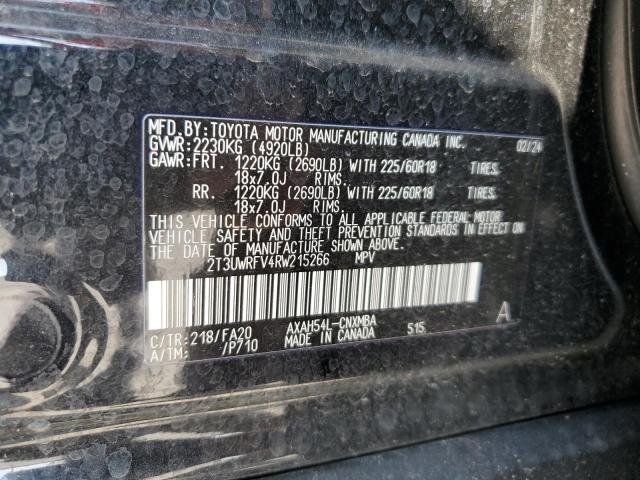 MFD.BY:TOYOTA MOTOR MANUFACTURING CANADA INC. 02/24
GVWR:2230KG (4920LB)
GAWR:FRT. 1220KG (2690LB) WITH 225/60R18 TIRES.
18x7.0J RIMS.
RR. 1220KG (2690LB) WITH 225/60R18 TIRES.
18x7.0J RIMS.
THIS VEHICLE CONFORMS TO ALL APPLICABLE FEDERAL MOTOR
VEHICLE SAFETY AND THEFT PREVENTION STANDARDS IN EFFECT
ON THE DATE OF MANUFACTURE SHOWN ABOVE.
2T3UWRFV4RW215266 MPV
C/TR:218/FA20 AXAH54L-CNXMBA A
A/TM: /P710 MADE IN CANADA 515